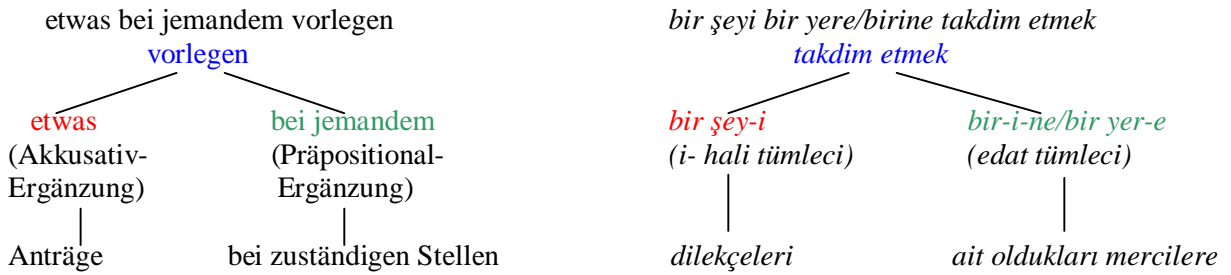 etwas bei jemandem vorlegen
vorlegen
etwas bei jemandem
(Akkusativ- (Präpositional-
Ergänzung) Ergänzung)
Anträge bei zuständigen Stellen
bir şeyi bir yere/birine takdim etmek
takdim etmek
bir şey-i bir-i-ne/bir yer-e
(i- hali tümleci) (edat tümleci)
dilekçeleri ait oldukları mercilere